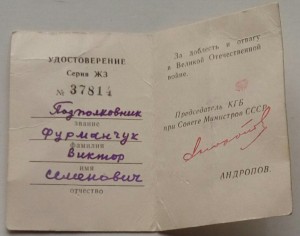 УДОСТОВЕРЕНИЕ
Серия ЖЗ
№ 37814
Подполковник
звание
Фурманчук
фамилия
Виктор
имя
Семенович
отчество
За доблесть и отвагу
в Великой Отечественной
войне.
Председатель КГБ
при Совете Министров СССР
АНДРОПОВ.